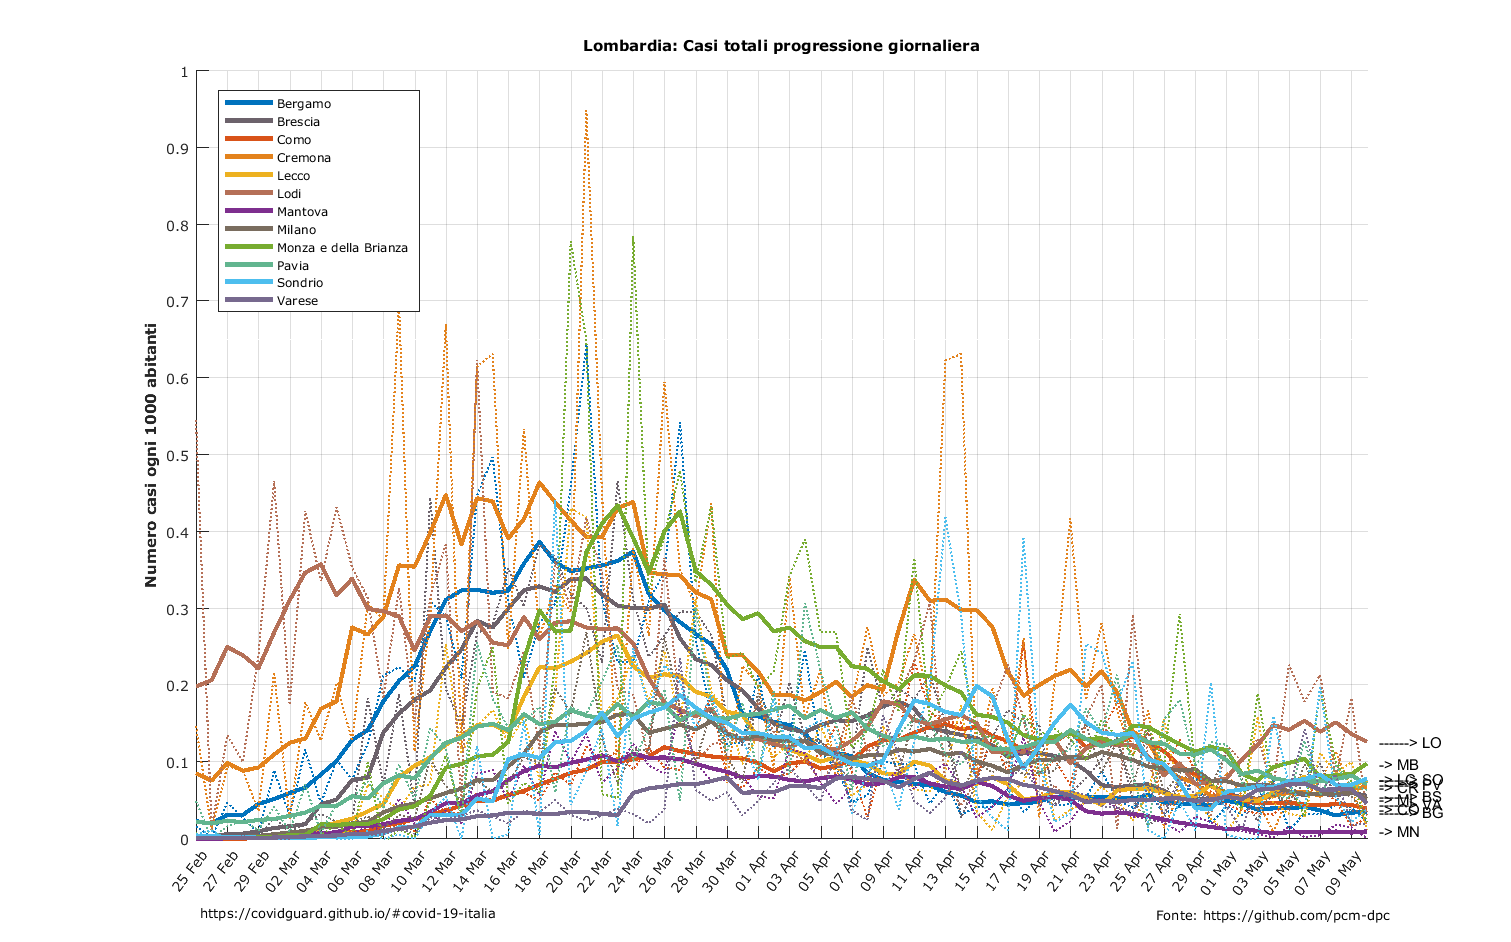 Lombardia: Casi totali progressione giornaliera
Numero casi ogni 1000 abitanti
1
0.9
0.8
0.7
0.6
0.5
0.4
0.3
0.2
0.1
0
Bergamo
Brescia
Como
Cremona
Lecco
Lodi
Mantova
Milano
Monza e della Brianza
Pavia
Sondrio
Varese
------> LO
-> MB
-> LC SO
-> MN
25 Feb
27 Feb
29 Feb
02 Mar
04 Mar
06 Mar
08 Mar
10 Mar
12 Mar
14 Mar
16 Mar
18 Mar
20 Mar
22 Mar
24 Mar
26 Mar
28 Mar
30 Mar
01 Apr
03 Apr
05 Apr
07 Apr
09 Apr
11 Apr
13 Apr
15 Apr
17 Apr
19 Apr
21 Apr
23 Apr
25 Apr
27 Apr
29 Apr
01 May
03 May
05 May
07 May
09 May
https://covidguard.github.io/#covid-19-italia
Fonte: https://github.com/pcm-dpc